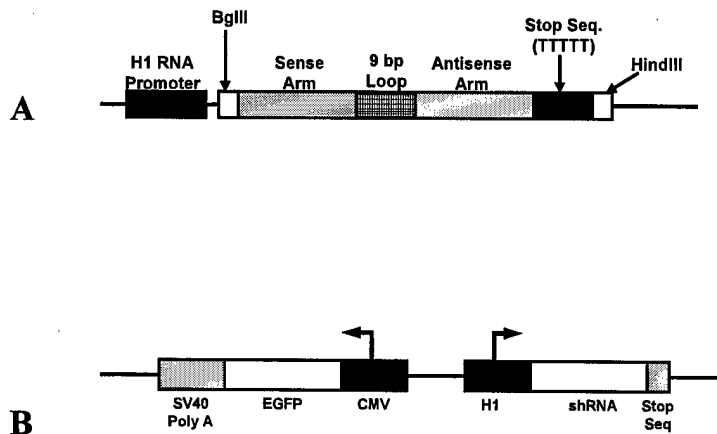 BglII
Stop Seq.
(TTTTT)
H1 RNA
Promoter
Sense
Arm
9 bp
Loop
Antisense
Arm
HindIII
A
SV40
Poly A
EGFP
CMV
H1
shRNA
Stop
Seq
B